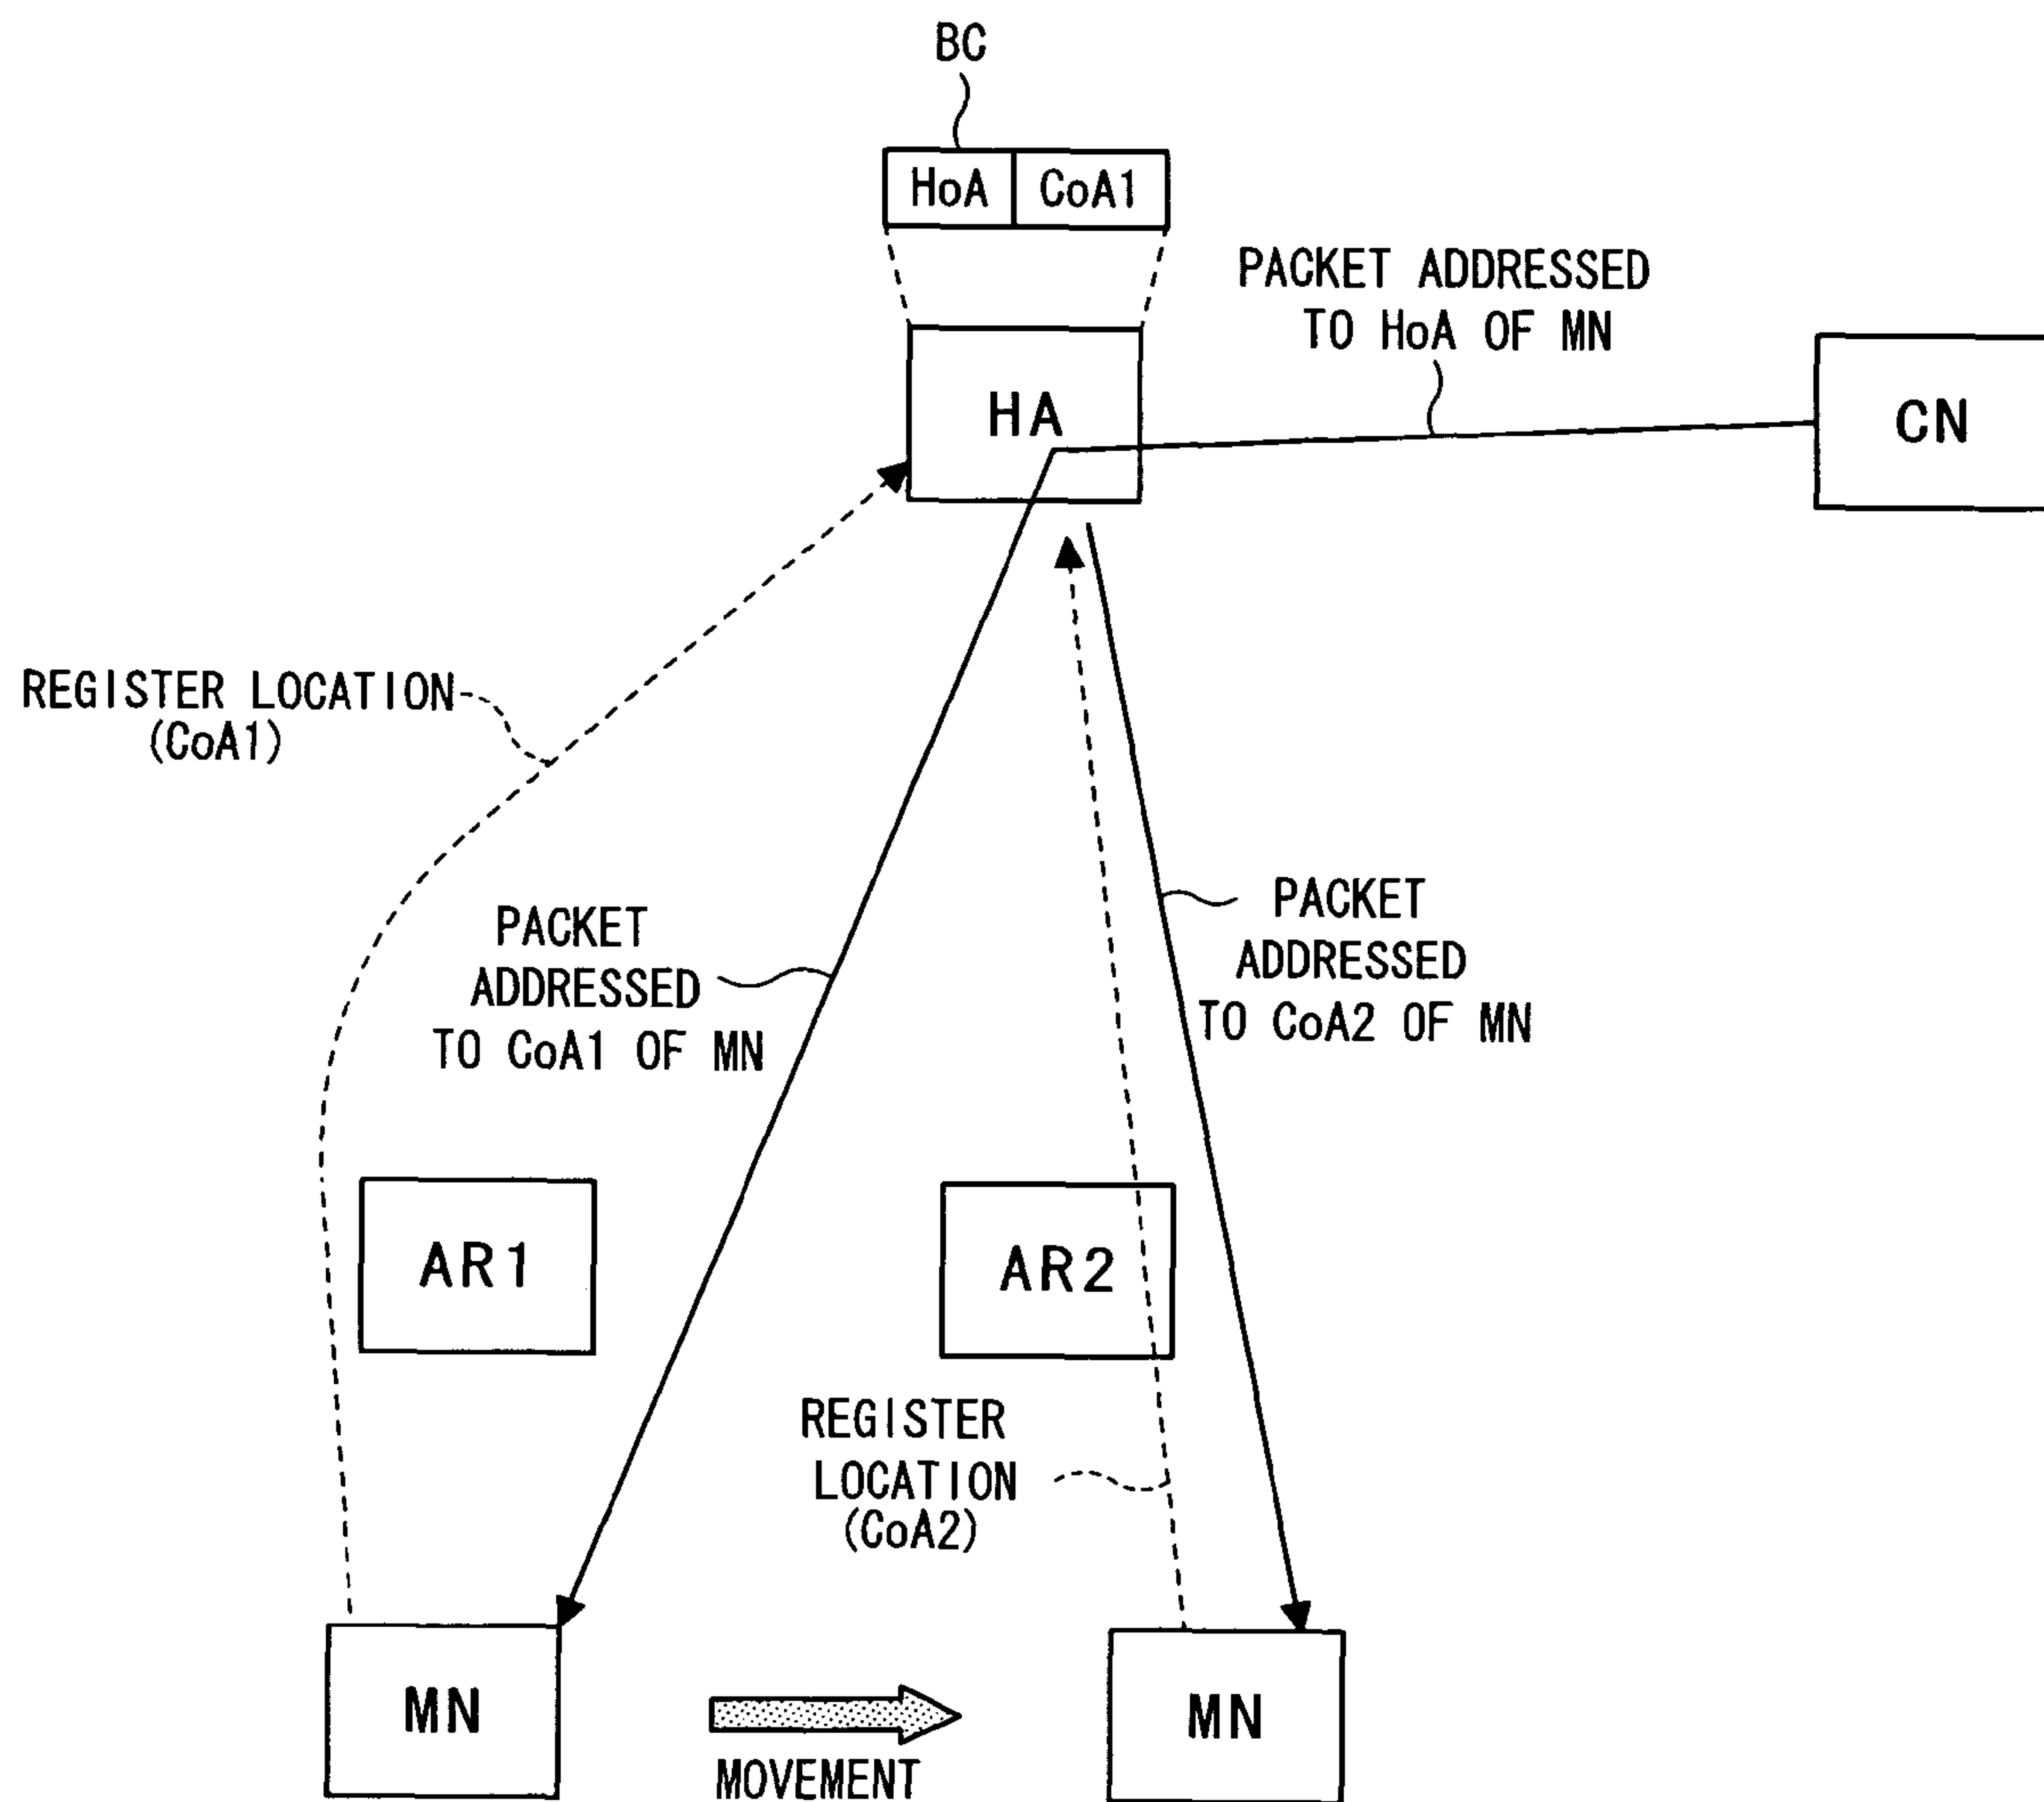 BC
HoA
CoA1
PACKET ADDRESSED
TO HoA OF MN
HA
CN
REGISTER LOCATION
(CoA1)
PACKET
ADDRESSED
TO CoA1 OF MN
PACKET
ADDRESSED
TO CoA2 OF MN
AR1
AR2
REGISTER
LOCATION
(CoA2)
MN
MN
MOVEMENT